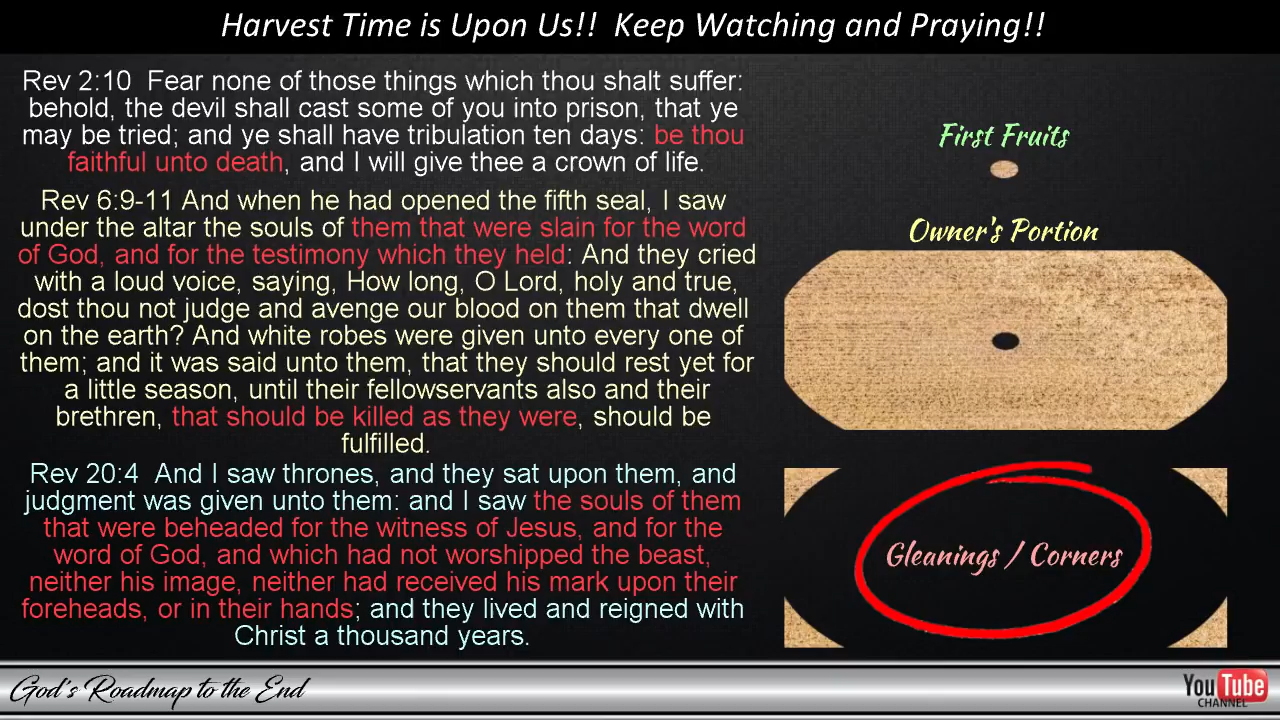 Harvest Time is Upon Us!! Keep Watching and Praying!!
Rev 2:10 Fear none of those things which thou shalt suffer:
behold, the devil shall cast some of you into prison, that ye
may be tried; and ye shall have tribulation ten days: be thou
faithful unto death, and I will give thee a crown of life.
Rev 6:9-11 And when he had opened the fifth seal, I saw
under the altar the souls of them that were slain for the word
of God, and for the testimony which they held: And they cried
with a loud voice, saying, How long, O Lord, holy and true,
dost thou not judge and avenge our blood on them that dwell
on the earth? And white robes were given unto every one of
them; and it was said unto them, that they should rest yet for
a little season, until their fellowservants also and their
brethren, that should be killed as they were, should be
fulfilled.
Rev 20:4 And I saw thrones, and they sat upon them, and
judgment was given unto them: and I saw the souls of them
that were beheaded for the witness of Jesus, and for the
word of God, and which had not worshipped the beast,
neither his image, neither had received his mark upon their
foreheads, or in their hands; and they lived and reigned with
Christ a thousand years.
First Fruits
Owner's Portion
Gleanings / Corners
God's Roadmap to the End
YouTube
CHANNEL